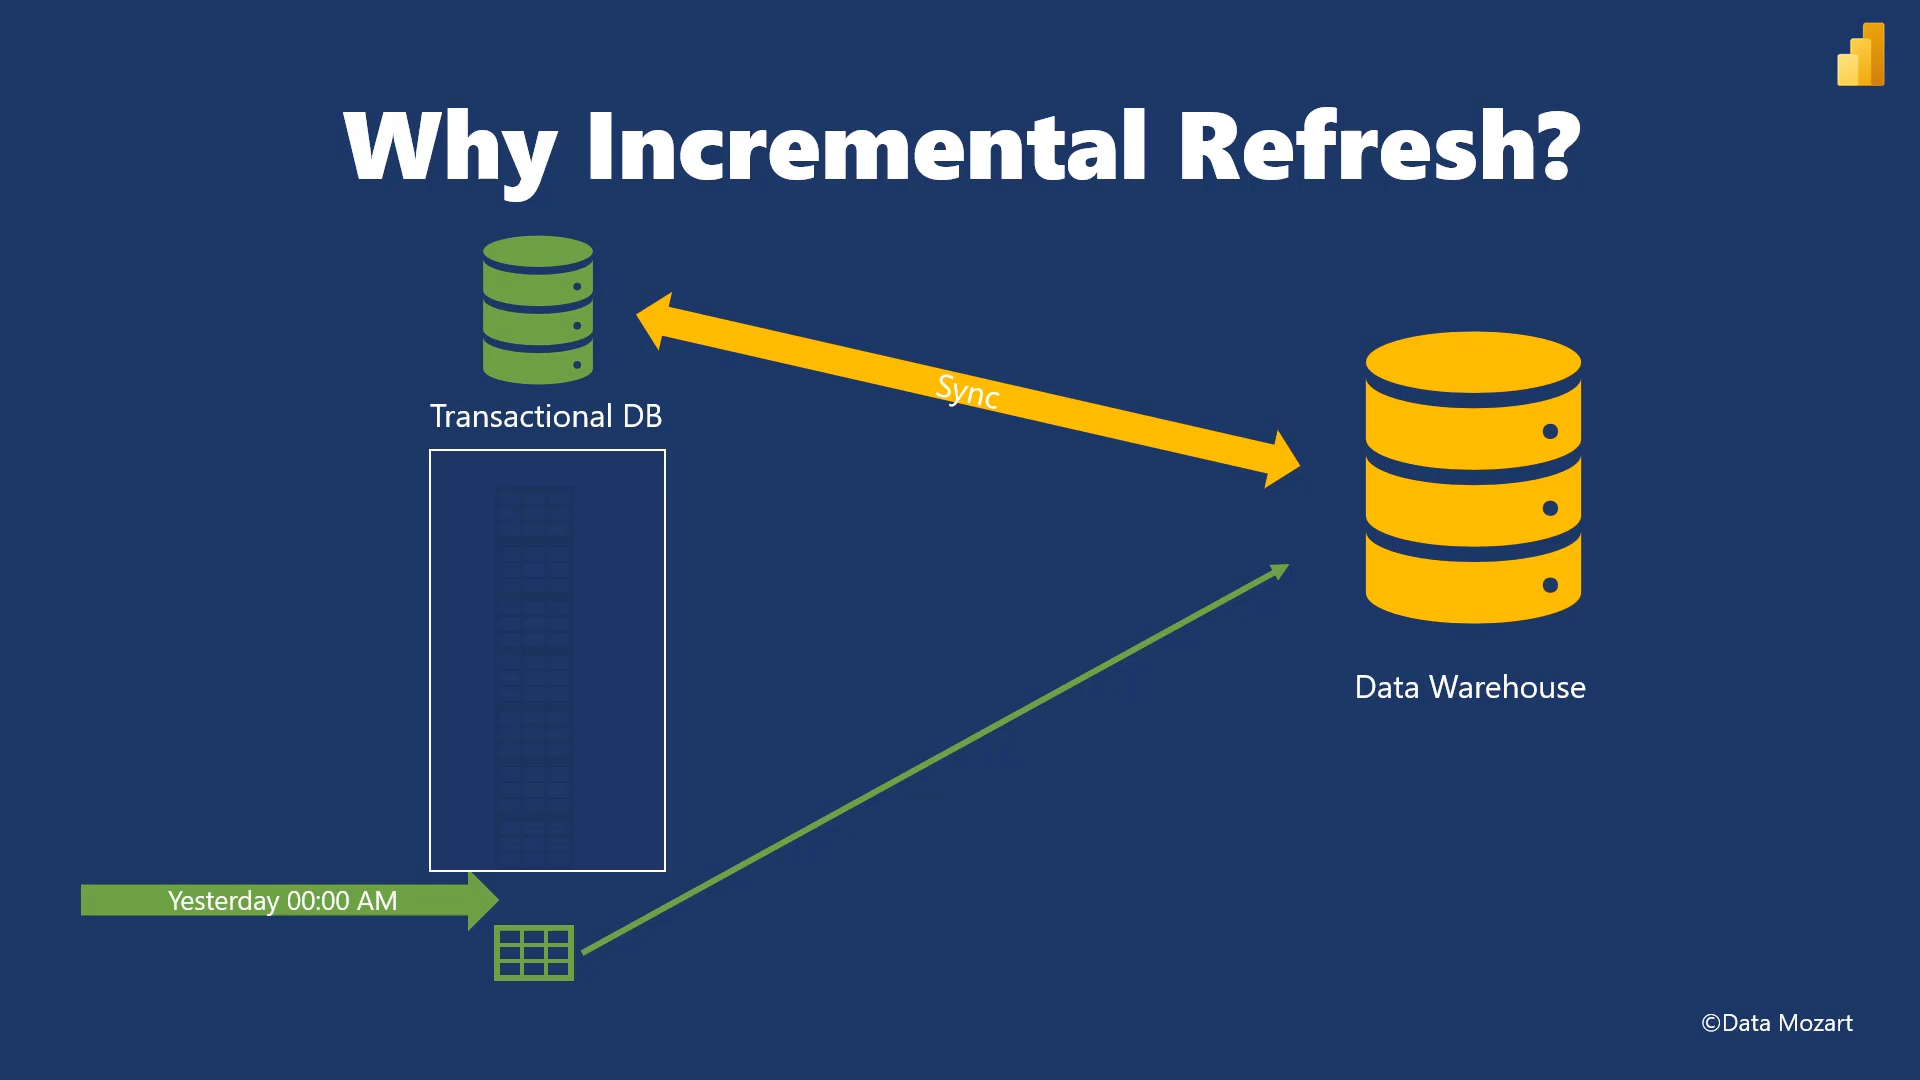 Why Incremental Refresh?
Sync
Transactional DB
Data Warehouse
Yesterday 00:00 AM
©Data Mozart